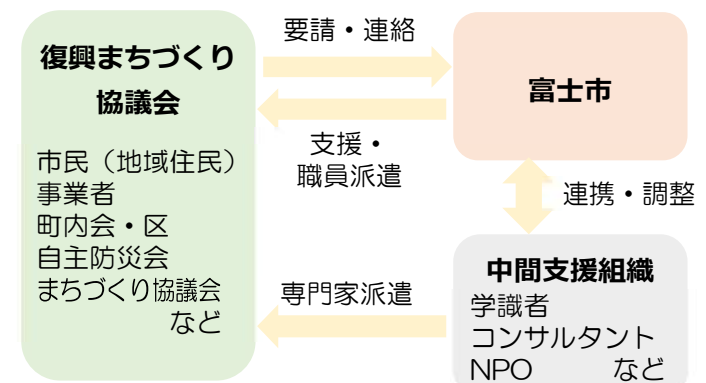 復興まちづくり
協議会
市民（地域住民）
事業者
町内会・区
自主防災会
まちづくり協議会
など
要請・連絡
支援・
職員派遣
専門家派遣
富士市
連携・調整
中間支援組織
学識者
コンサルタント
NPO など